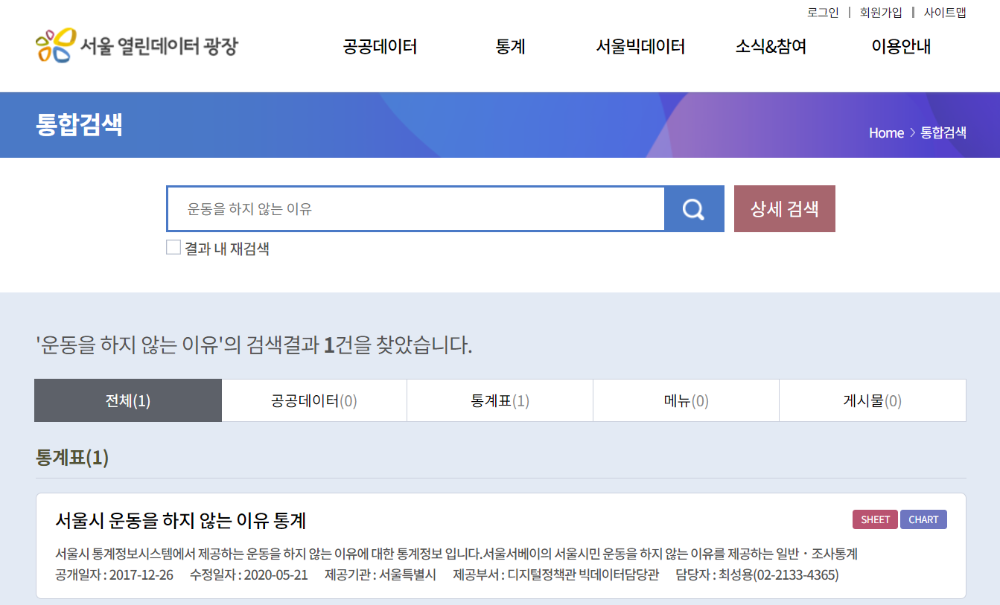 로그인 | 회원가입 | 사이트맵
서울 열린데이터 광장
공공데이터 통계 서울빅데이터 소식&참여 이용안내
통합검색
Home > 통합검색
운동을 하지 않는 이유
상세 검색
결과 내 재검색
'운동을 하지 않는 이유'의 검색결과 1건을 찾았습니다.
전체(1) 공공데이터(0) 통계표(1) 메뉴(0) 게시물(0)
통계표(1)
서울시 운동을 하지 않는 이유 통계
SHEET CHART
서울시 통계정보시스템에서 제공하는 운동을 하지 않는 이유에 대한 통계정보 입니다.서울서베이의 서울시민 운동을 하지 않는 이유를 제공하는 일반・조사통계
공개일자 : 2017-12-26 수정일자 : 2020-05-21 제공기관 : 서울특별시 제공부서 : 디지털정책관 빅데이터담당관 담당자 : 최성용(02-2133-4365)